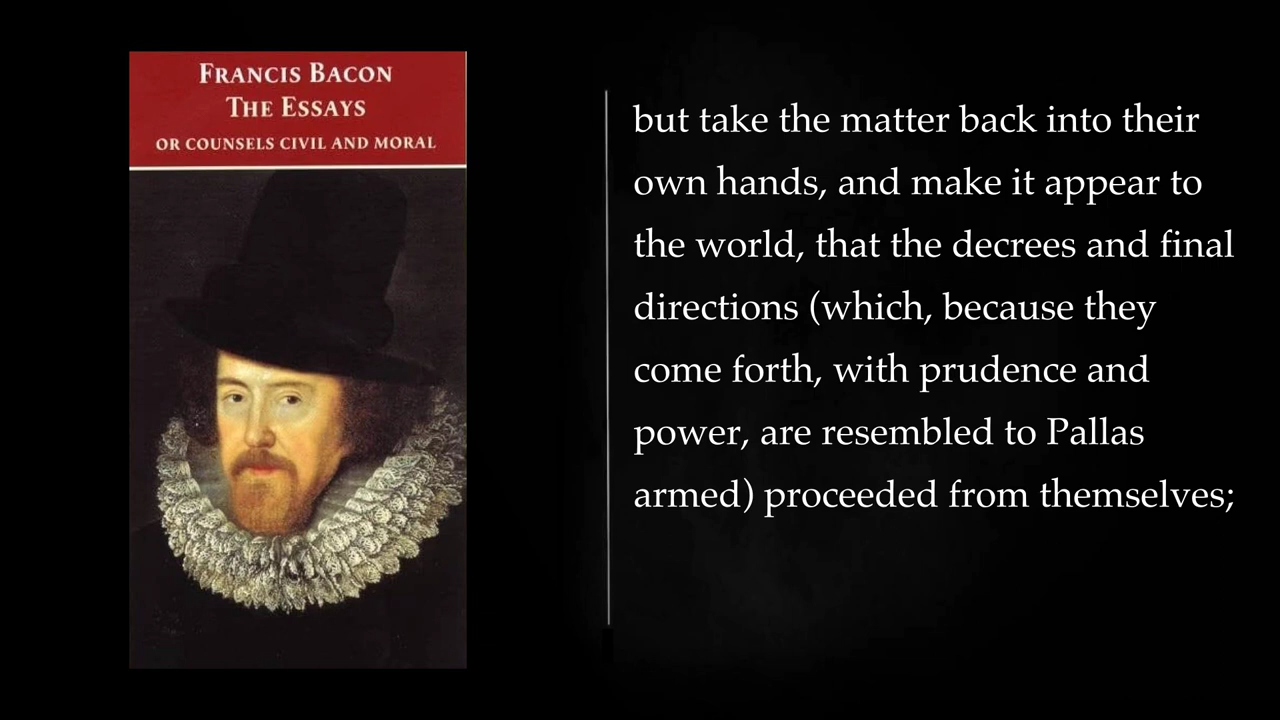 FRANCIS BACON
THE ESSAYS
OR COUNSELS CIVIL AND MORAL
but take the matter back into their
own hands, and make it appear to
the world, that the decrees and final
directions (which, because they
come forth, with prudence and
power, are resembled to Pallas
armed) proceeded from themselves;